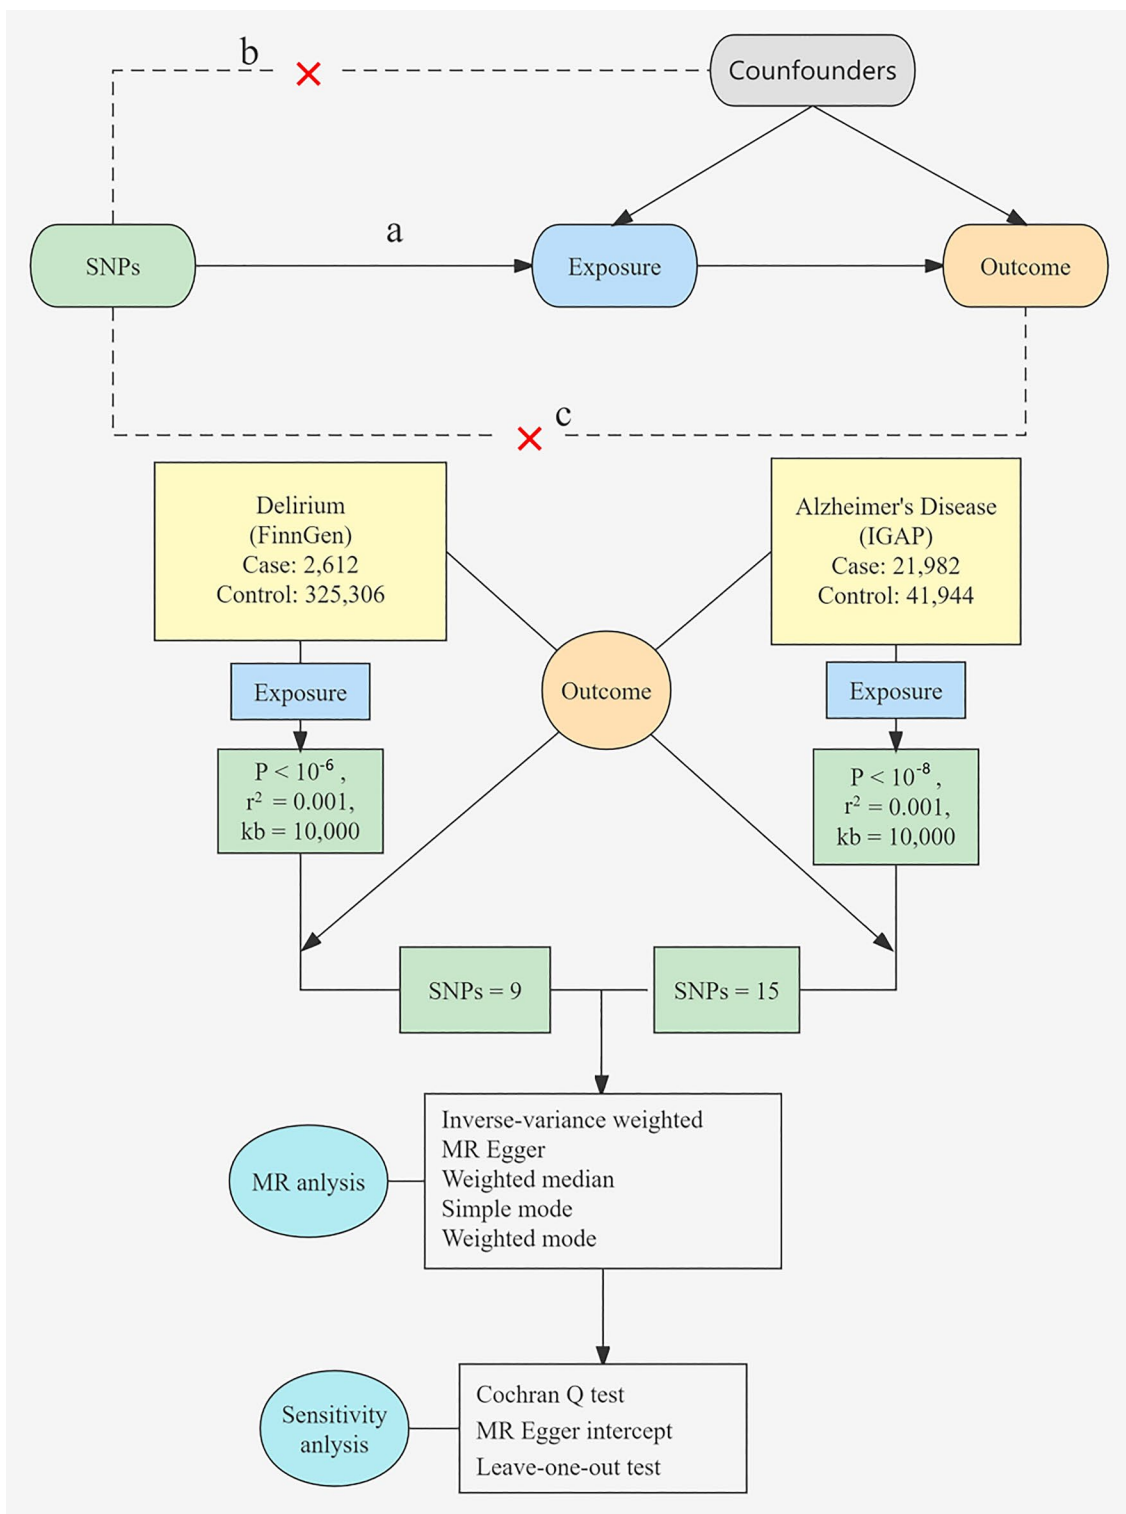 b
Counfounders
a
SNPs
Exposure
Outcome
c
Delirium
(FinnGen)
Case: 2,612
Control: 325,306
Alzheimer's Disease
(IGAP)
Case: 21,982
Control: 41,944
Outcome
Exposure
Exposure
P < 10⁻⁶ ,
r² = 0.001,
kb = 10,000
P < 10⁻⁸ ,
r² = 0.001,
kb = 10,000
SNPs = 9
SNPs = 15
MR anlysis
Inverse-variance weighted
MR Egger
Weighted median
Simple mode
Weighted mode
Sensitivity
anlysis
Cochran Q test
MR Egger intercept
Leave-one-out test